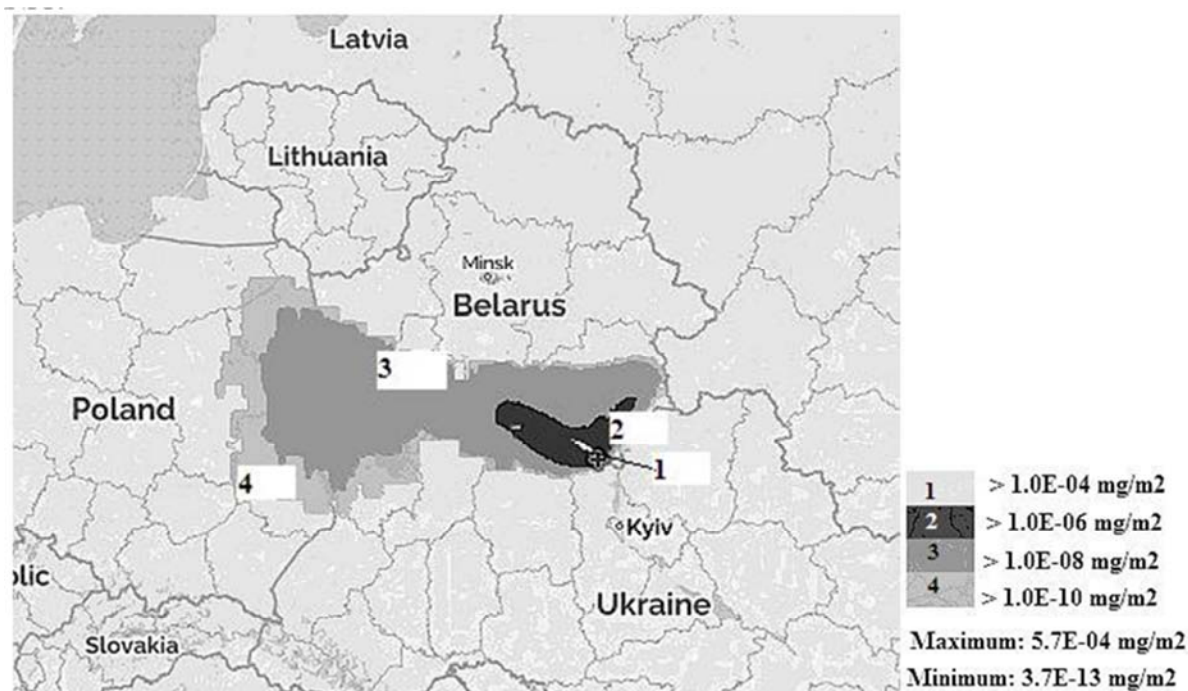 Latvia
Lithuania
Minsk
Belarus
3
Poland
2
4
1
Kyiv
olic
Ukraine
Slovakia
1 > 1.0E-04 mg/m2
2 > 1.0E-06 mg/m2
3 > 1.0E-08 mg/m2
4 > 1.0E-10 mg/m2
Maximum: 5.7E-04 mg/m2
Minimum: 3.7E-13 mg/m2